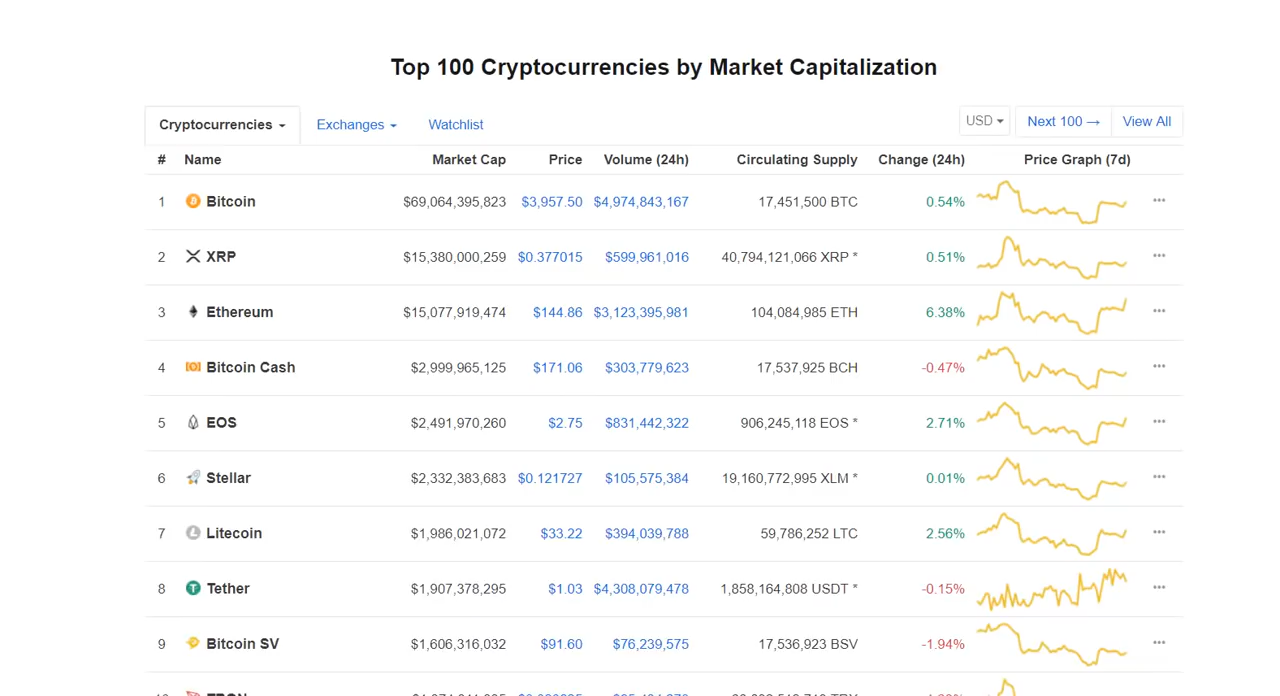 Top 100 Cryptocurrencies by Market Capitalization
Cryptocurrencies Exchanges Watchlist USD Next 100 → View All
# Name Market Cap Price Volume (24h) Circulating Supply Change (24h) Price Graph (7d)
1 Bitcoin $69,064,395,823 $3,957.50 $4,974,843,167 17,451,500 BTC 0.54%
2 XRP $15,380,000,259 $0.377015 $599,961,016 40,794,121,066 XRP * 0.51%
3 Ethereum $15,077,919,474 $144.86 $3,123,395,981 104,084,985 ETH 6.38%
4 Bitcoin Cash $2,999,965,125 $171.06 $303,779,623 17,537,925 BCH -0.47%
5 EOS $2,491,970,260 $2.75 $831,442,322 906,245,118 EOS * 2.71%
6 Stellar $2,332,383,683 $0.121727 $105,575,384 19,160,772,995 XLM * 0.01%
7 Litecoin $1,986,021,072 $33.22 $394,039,788 59,786,252 LTC 2.56%
8 Tether $1,907,378,295 $1.03 $4,308,079,478 1,858,164,808 USDT * -0.15%
9 Bitcoin SV $1,606,316,032 $91.60 $76,239,575 17,536,923 BSV -1.94%